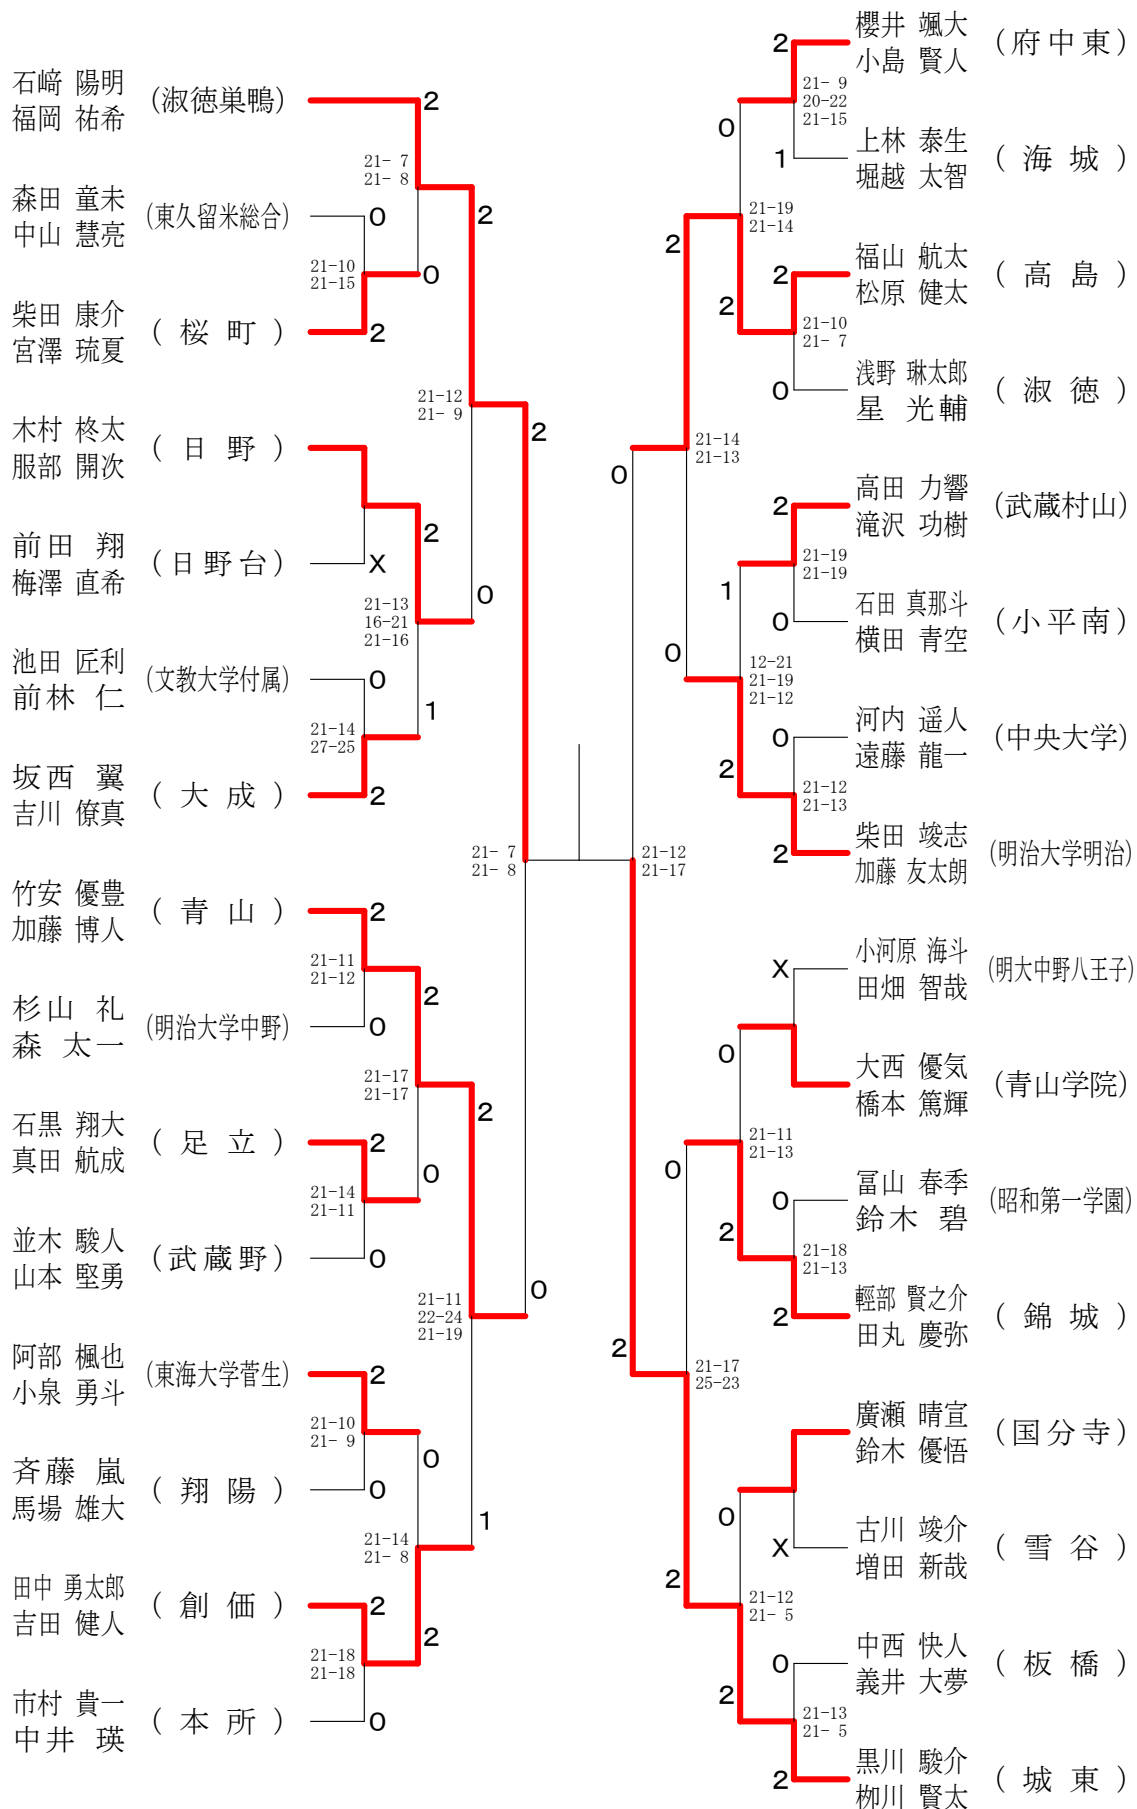 石﨑 陽明
福岡 祐希
(淑徳巣鴨)
2
21- 7
21- 8
森田 童未
中山 慧亮
(東久留米総合)
0
21-10
21-15
0
柴田 康介
宮澤 琉夏
( 桜 町 )
2
2
21-12
21- 9
木村 柊太
服部 開次
( 日 野 )
2
前田 翔
梅澤 直希
(日野台)
X
21-13
16-21
21-16
0
池田 匠利
前林 仁
(文教大学付属)
0
21-14
27-25
1
坂西 翼
吉川 僚真
( 大 成 )
2
2
21- 7
21- 8
竹安 優豊
加藤 博人
( 青 山 )
2
21-11
21-12
2
杉山 礼
森 太一
(明治大学中野)
0
21-17
21-17
2
石黒 翔大
真田 航成
( 足 立 )
2
21-14
21-11
0
並木 駿人
山本 堅勇
(武蔵野)
0
21-11
22-24
21-19
0
阿部 楓也
小泉 勇斗
(東海大学菅生)
2
21-10
21- 9
0
斉藤 嵐
馬場 雄大
( 翔 陽 )
0
21-14
21- 8
1
田中 勇太郎
吉田 健人
( 創 価 )
2
21-18
21-18
2
市村 貴一
中井 瑛
( 本 所 )
0
櫻井 颯大
小島 賢人
(府中東)
2
21- 9
20-22
21-15
0
上林 泰生
堀越 太智
( 海 城 )
1
21-19
21-14
2
福山 航太
松原 健太
( 高 島 )
2
21-10
21- 7
2
浅野 琳太郎
星 光輔
( 淑 徳 )
0
21-14
21-13
0
高田 力響
滝沢 功樹
(武蔵村山)
2
21-19
21-19
1
石田 真那斗
横田 青空
(小平南)
0
12-21
21-19
21-12
0
河内 遥人
遠藤 龍一
(中央大学)
0
21-12
21-13
2
柴田 竣志
加藤 友太朗
(明治大学明治)
2
21-12
21-17
小河原 海斗
田畑 智哉
(明大中野八王子)
X
0
大西 優気
橋本 篤輝
(青山学院)
21-11
21-13
0
冨山 春季
鈴木 碧
(昭和第一学園)
0
21-18
21-13
2
輕部 賢之介
田丸 慶弥
( 錦 城 )
2
2
21-17
25-23
廣瀬 晴宣
鈴木 優悟
(国分寺)
0
古川 竣介
増田 新哉
( 雪 谷 )
X
21-12
21- 5
2
中西 快人
義井 大夢
( 板 橋 )
0
21-13
21- 5
2
黒川 駿介
栁川 賢太
( 城 東 )
2